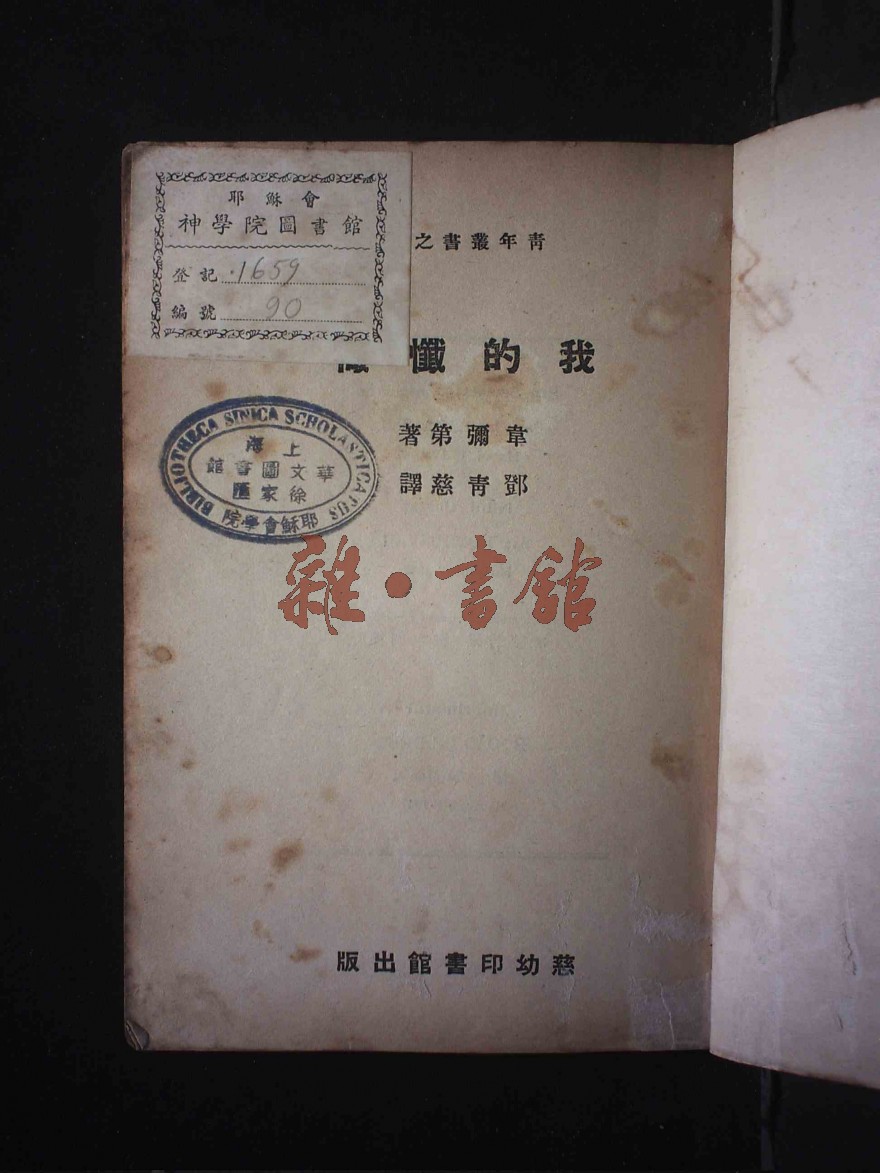 耶穌會
神學院圖書館
登記 1659
編號 90
青年叢書之
我的懺
韋彌第著
鄧青慈譯
BIBLIOTHECA SINICA SCHOLASTICATUS SJ
上海
華文圖書館
徐家匯
耶穌會學院
雜·書館
慈幼印書館出版